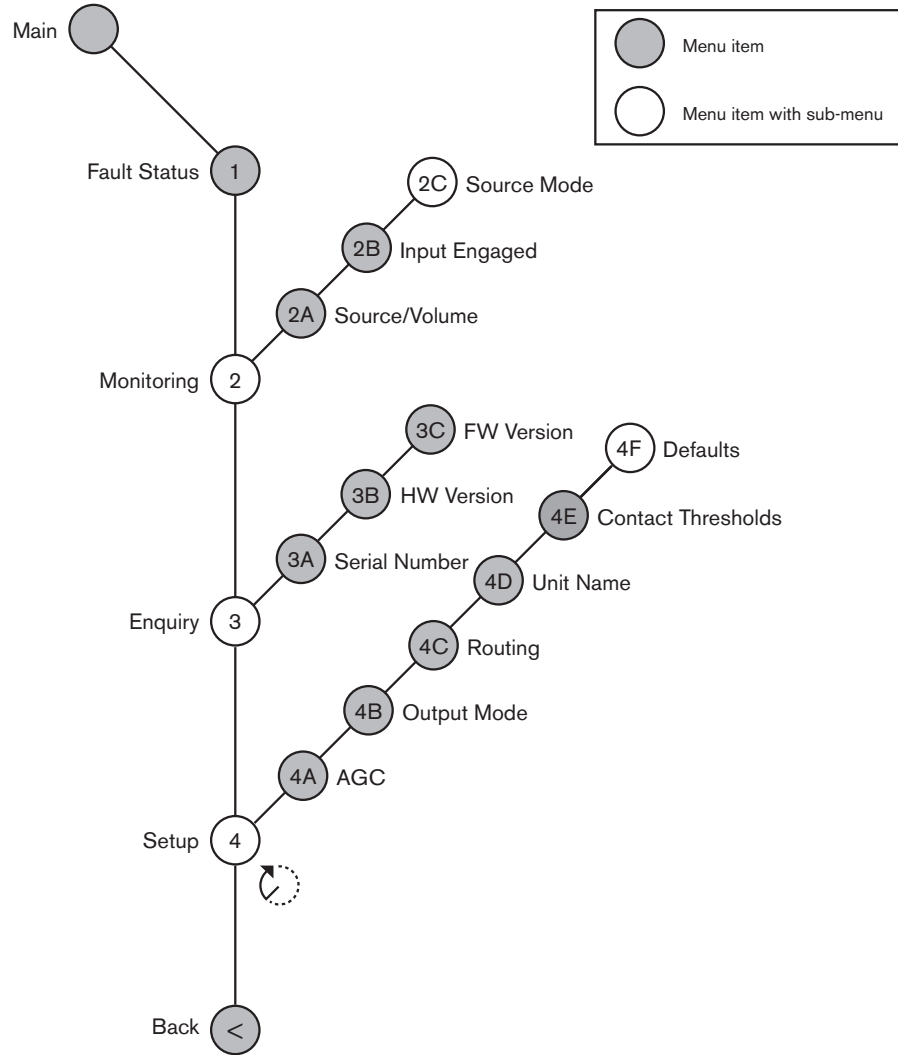 Main
Menu item
Menu item with sub-menu
Fault Status 1
2C Source Mode
2B Input Engaged
2A Source/Volume
Monitoring 2
3C FW Version
4F Defaults
3B HW Version
4E Contact Thresholds
3A Serial Number
4D Unit Name
Enquiry 3
4C Routing
4B Output Mode
4A AGC
Setup 4
Back <